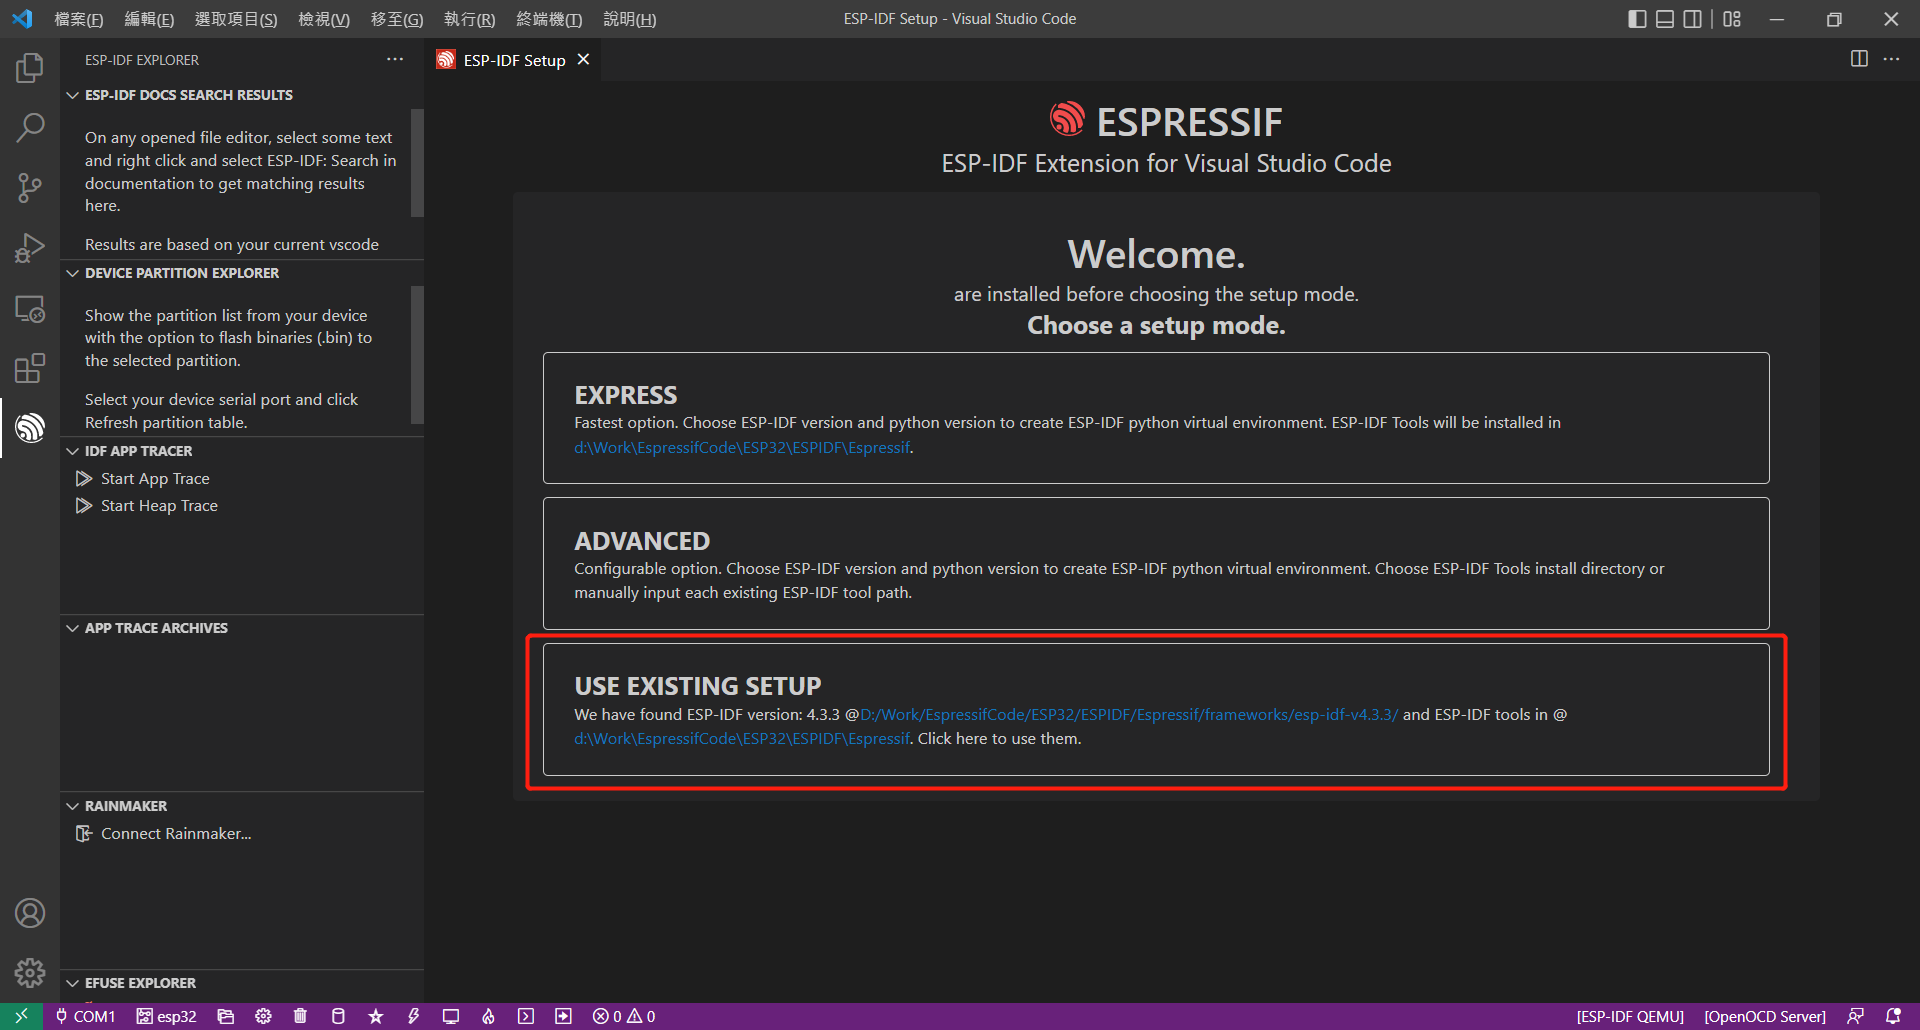 檔案(F) 編輯(E) 選取項目(S) 檢視(V) 移至(G) 執行(R) 終端機(T) 說明(H)
ESP-IDF Setup - Visual Studio Code
ESP-IDF EXPLORER
ESP-IDF DOCS SEARCH RESULTS
On any opened file editor, select some text
and right click and select ESP-IDF: Search in
documentation to get matching results
here.
Results are based on your current vscode
DEVICE PARTITION EXPLORER
Show the partition list from your device
with the option to flash binaries (.bin) to
the selected partition.
Select your device serial port and click
Refresh partition table.
IDF APP TRACER
Start App Trace
Start Heap Trace
APP TRACE ARCHIVES
RAINMAKER
Connect Rainmaker...
EFUSE EXPLORER
ESP-IDF Setup
ESPRESSIF
ESP-IDF Extension for Visual Studio Code
Welcome.
are installed before choosing the setup mode.
Choose a setup mode.
EXPRESS
Fastest option. Choose ESP-IDF version and python version to create ESP-IDF python virtual environment. ESP-IDF Tools will be installed in
d:\Work\EspressifCode\ESP32\ESPIDF\Espressif.
ADVANCED
Configurable option. Choose ESP-IDF version and python version to create ESP-IDF python virtual environment. Choose ESP-IDF Tools install directory or
manually input each existing ESP-IDF tool path.
USE EXISTING SETUP
We have found ESP-IDF version: 4.3.3 @D:/Work/EspressifCode/ESP32/ESPIDF/Espressif/frameworks/esp-idf-v4.3.3/ and ESP-IDF tools in @
d:\Work\EspressifCode\ESP32\ESPIDF\Espressif. Click here to use them.
COM1 esp32 0 0 [ESP-IDF QEMU] [OpenOCD Server]